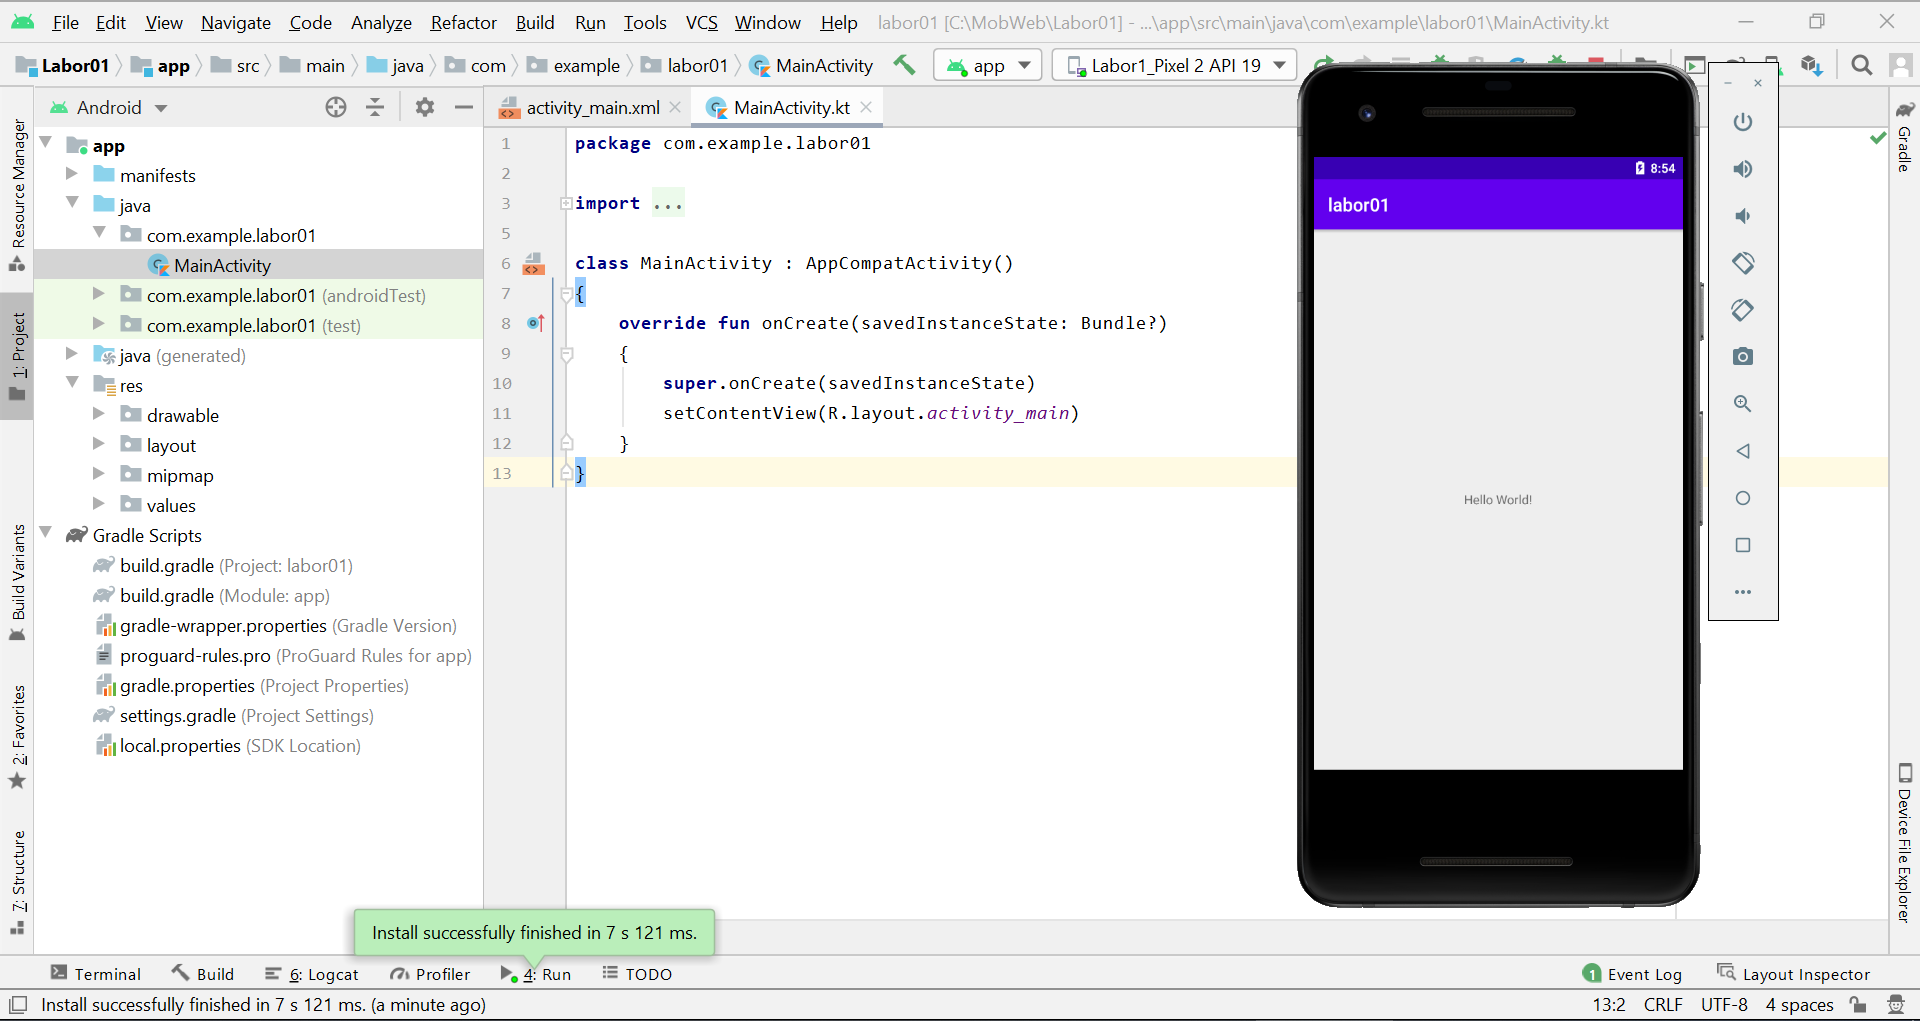 File Edit View Navigate Code Analyze Refactor Build Run Tools VCS Window Help labor01 [C:\MobWeb\Labor01] - ...\app\src\main\java\com\example\labor01\MainActivity.kt
Labor01 app src main java com example labor01 MainActivity app Labor1_Pixel 2 API 19
Android
activity_main.xml MainActivity.kt
app
manifests
java
com.example.labor01
MainActivity
com.example.labor01 (androidTest)
com.example.labor01 (test)
java (generated)
res
drawable
layout
mipmap
values
Gradle Scripts
build.gradle (Project: labor01)
build.gradle (Module: app)
gradle-wrapper.properties (Gradle Version)
proguard-rules.pro (ProGuard Rules for app)
gradle.properties (Project Properties)
settings.gradle (Project Settings)
local.properties (SDK Location)
Resource Manager
1: Project
Build Variants
2: Favorites
7: Structure
1 package com.example.labor01
2
3 import ...
5
6 class MainActivity : AppCompatActivity()
7 {
8 override fun onCreate(savedInstanceState: Bundle?)
9 {
10 super.onCreate(savedInstanceState)
11 setContentView(R.layout.activity_main)
12 }
13 }
8:54
labor01
Hello World!
Gradle
Device File Explorer
Install successfully finished in 7 s 121 ms.
Terminal Build 6: Logcat Profiler 4: Run TODO 1 Event Log Layout Inspector
Install successfully finished in 7 s 121 ms. (a minute ago) 13:2 CRLF UTF-8 4 spaces